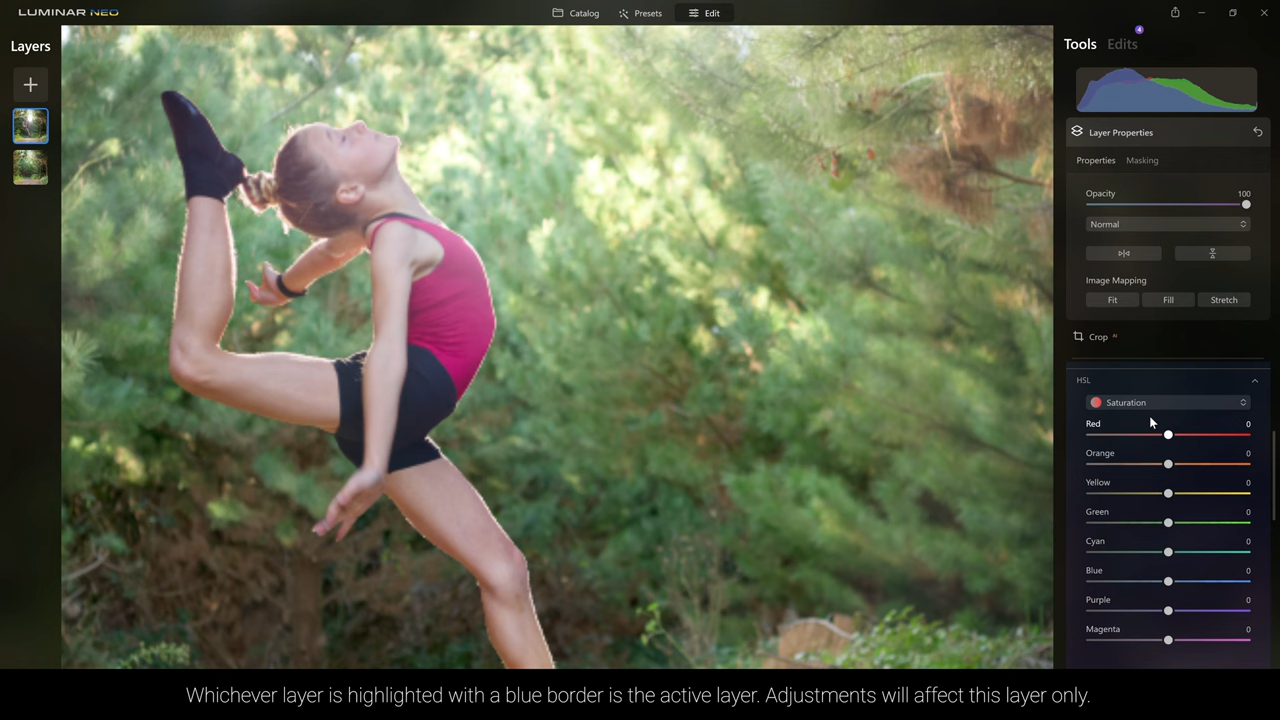 LUMINAR NEO
Catalog
Presets
Edit
Layers
Tools
Edits
4
Layer Properties
Properties
Masking
Opacity
100
Normal
Image Mapping
Fit
Fill
Stretch
Crop AI
HSL
Saturation
Red
0
Orange
0
Yellow
0
Green
0
Cyan
0
Blue
0
Purple
0
Magenta
0
Whichever layer is highlighted with a blue border is the active layer. Adjustments will affect this layer only.